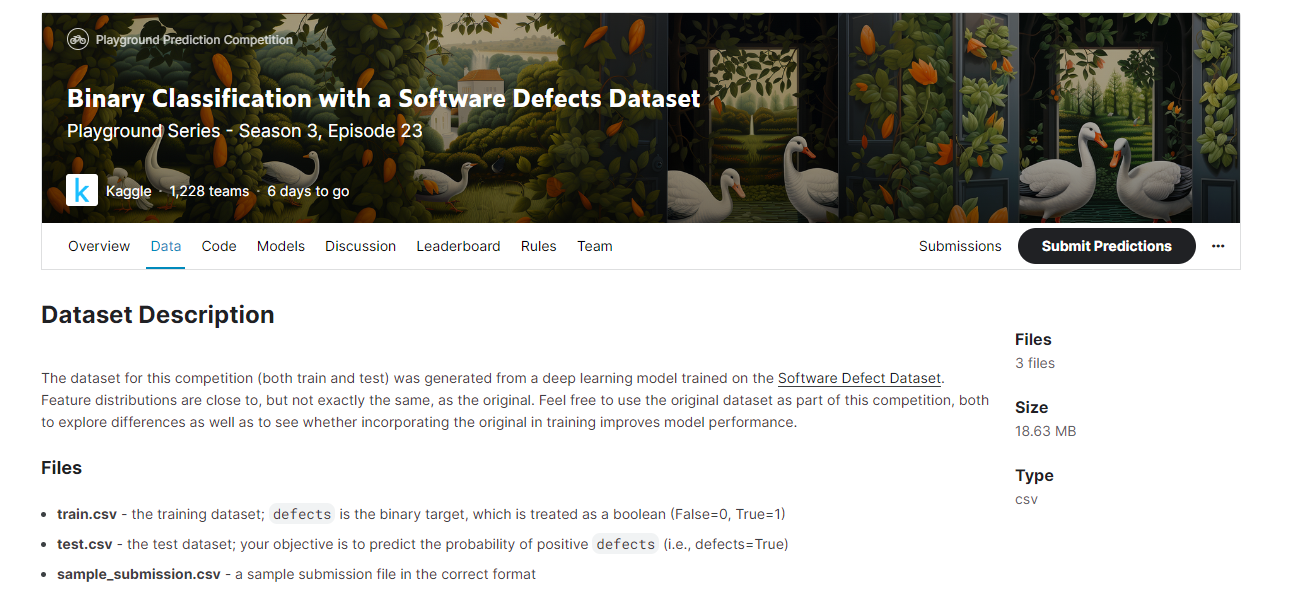 Playground Prediction Competition
Binary Classification with a Software Defects Dataset
Playground Series - Season 3, Episode 23
k Kaggle · 1,228 teams · 6 days to go
Overview Data Code Models Discussion Leaderboard Rules Team Submissions Submit Predictions ...
Dataset Description
The dataset for this competition (both train and test) was generated from a deep learning model trained on the Software Defect Dataset.
Feature distributions are close to, but not exactly the same, as the original. Feel free to use the original dataset as part of this competition, both
to explore differences as well as to see whether incorporating the original in training improves model performance.
Files
• train.csv - the training dataset; defects is the binary target, which is treated as a boolean (False=0, True=1)
• test.csv - the test dataset; your objective is to predict the probability of positive defects (i.e., defects=True)
• sample_submission.csv - a sample submission file in the correct format
Files
3 files
Size
18.63 MB
Type
csv